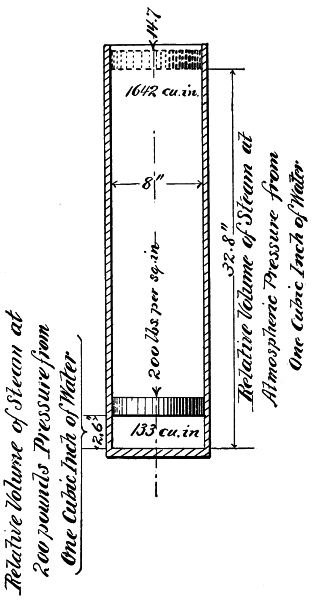 14.7
1642 cu.in.
8"
200 lbs per sq.in
32.8"
Relative Volume of Steam at
Atmospheric Pressure from
One Cubic Inch of Water
2.6"
133 cu.in
Relative Volume of Steam at
200 pounds Pressure from
One Cubic Inch of Water